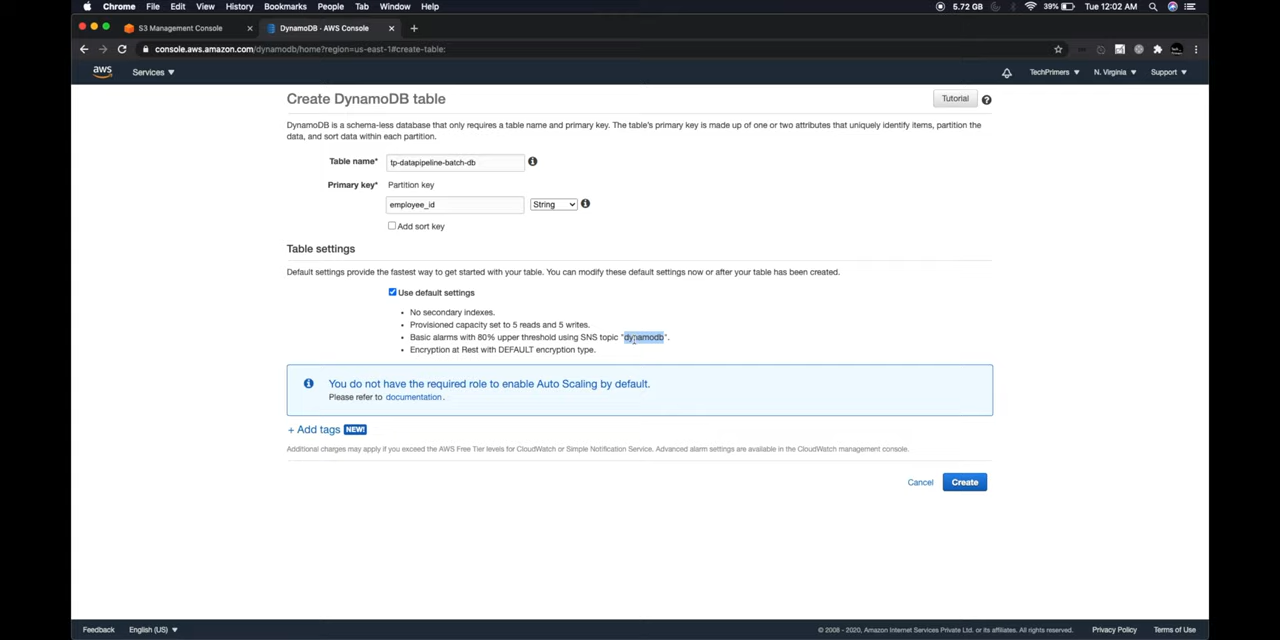 Chrome File Edit View History Bookmarks People Tab Window Help 5.72 GB 39% Tue 12:02 AM
S3 Management Console DynamoDB · AWS Console
console.aws.amazon.com/dynamodb/home?region=us-east-1#create-table:
aws Services TechPrimers N. Virginia Support
Create DynamoDB table Tutorial
DynamoDB is a schema-less database that only requires a table name and primary key. The table's primary key is made up of one or two attributes that uniquely identify items, partition the
data, and sort data within each partition.
Table name* tp-datapipeline-batch-db
Primary key* Partition key
employee_id String
Add sort key
Table settings
Default settings provide the fastest way to get started with your table. You can modify these default settings now or after your table has been created.
Use default settings
• No secondary indexes.
• Provisioned capacity set to 5 reads and 5 writes.
• Basic alarms with 80% upper threshold using SNS topic "dynamodb".
• Encryption at Rest with DEFAULT encryption type.
You do not have the required role to enable Auto Scaling by default.
Please refer to documentation.
+ Add tags NEW!
Additional charges may apply if you exceed the AWS Free Tier levels for CloudWatch or Simple Notification Service. Advanced alarm settings are available in the CloudWatch management console.
Cancel Create
Feedback English (US) © 2008 - 2020, Amazon Internet Services Private Ltd. or its affiliates. All rights reserved. Privacy Policy Terms of Use